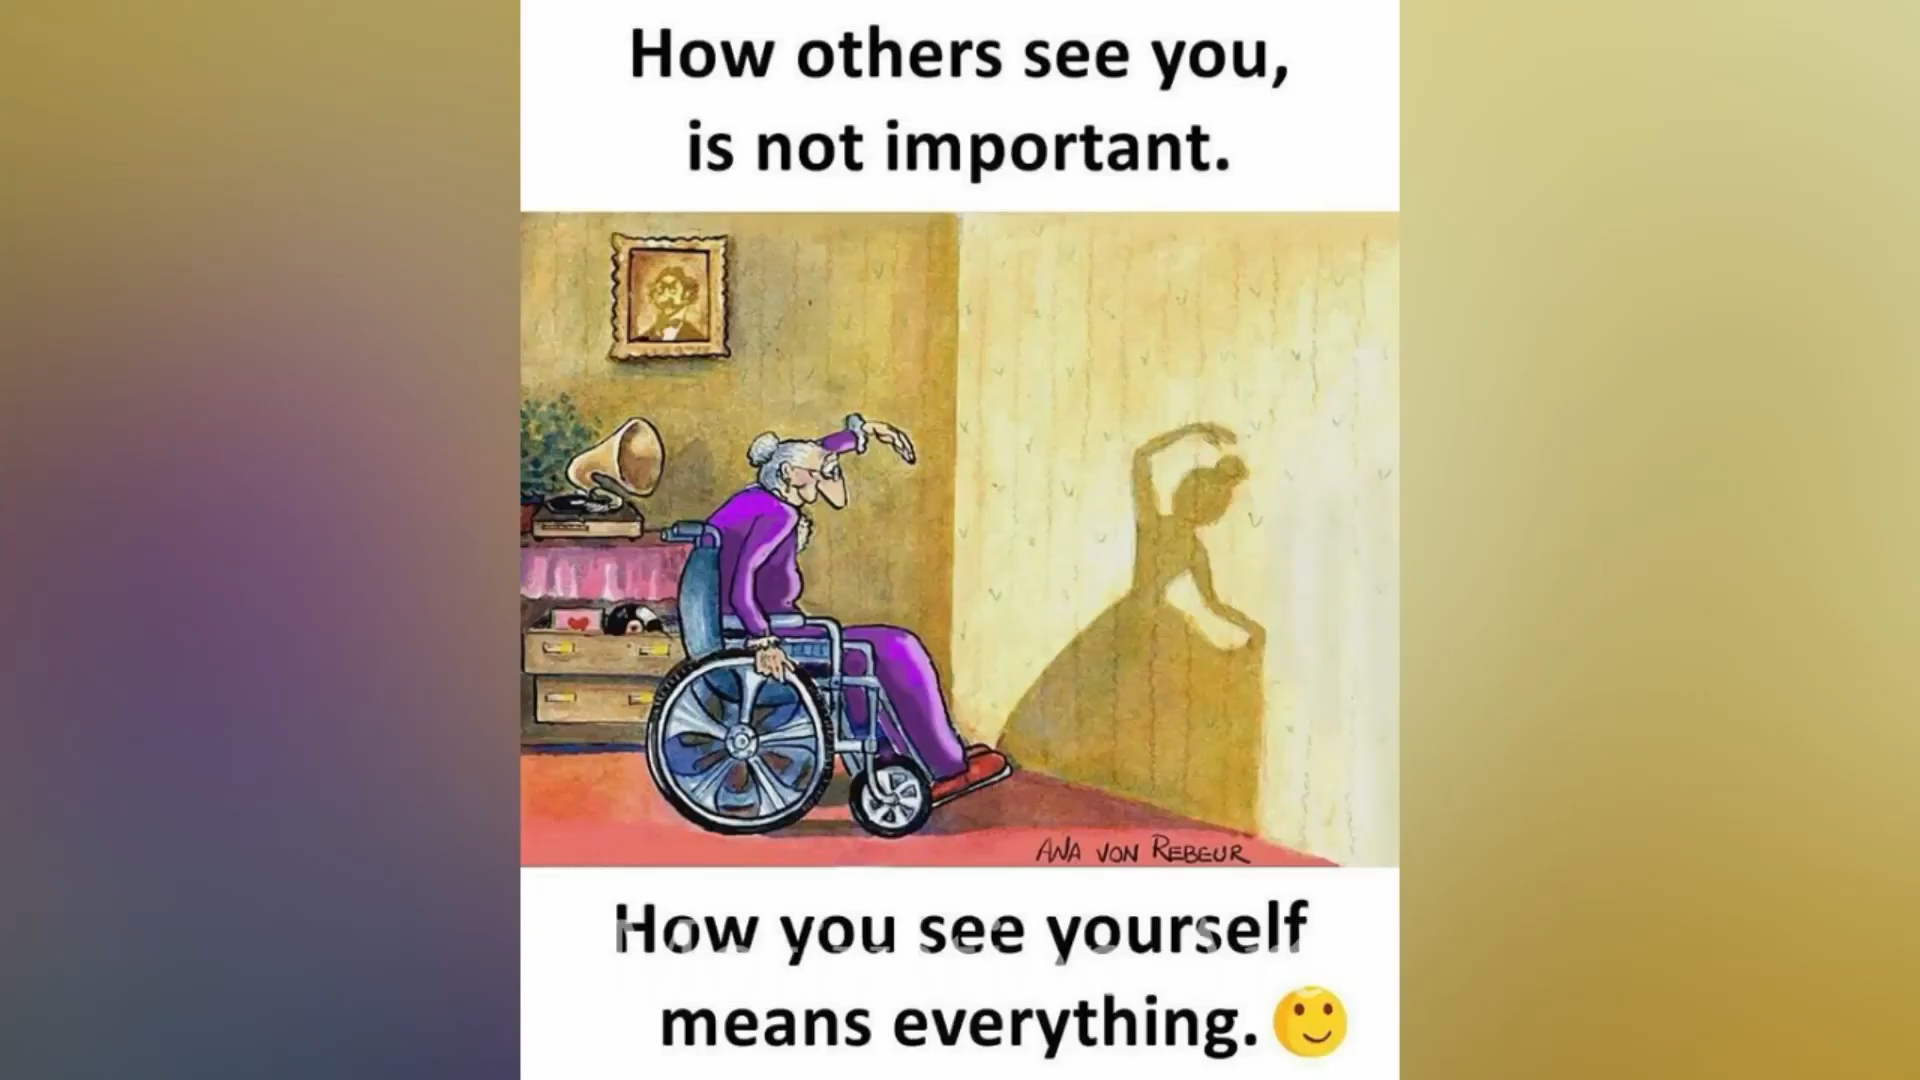 How others see you,
is not important.
ANA VON REBEUR
How you see yourself
means everything.